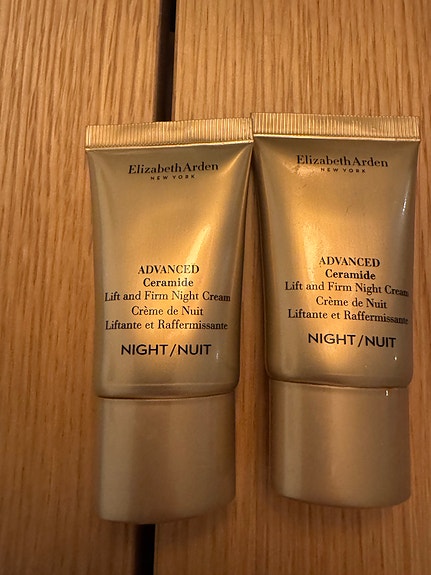 ElizabethArden
NEW YORK
ADVANCED
Ceramide
Lift and Firm Night Cream
Crème de Nuit
Liftante et Raffermissante
NIGHT/NUIT
ElizabethArden
NEW YORK
ADVANCED
Ceramide
Lift and Firm Night Cream
Crème de Nuit
Liftante et Raffermissante
NIGHT/NUIT